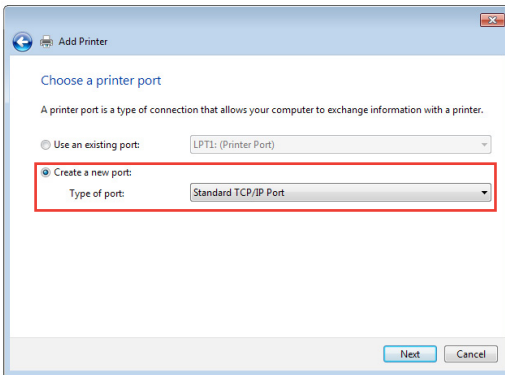 Add Printer
Choose a printer port
A printer port is a type of connection that allows your computer to exchange information with a printer.
Use an existing port: LPT1: (Printer Port)
Create a new port:
Type of port: Standard TCP/IP Port
Next Cancel